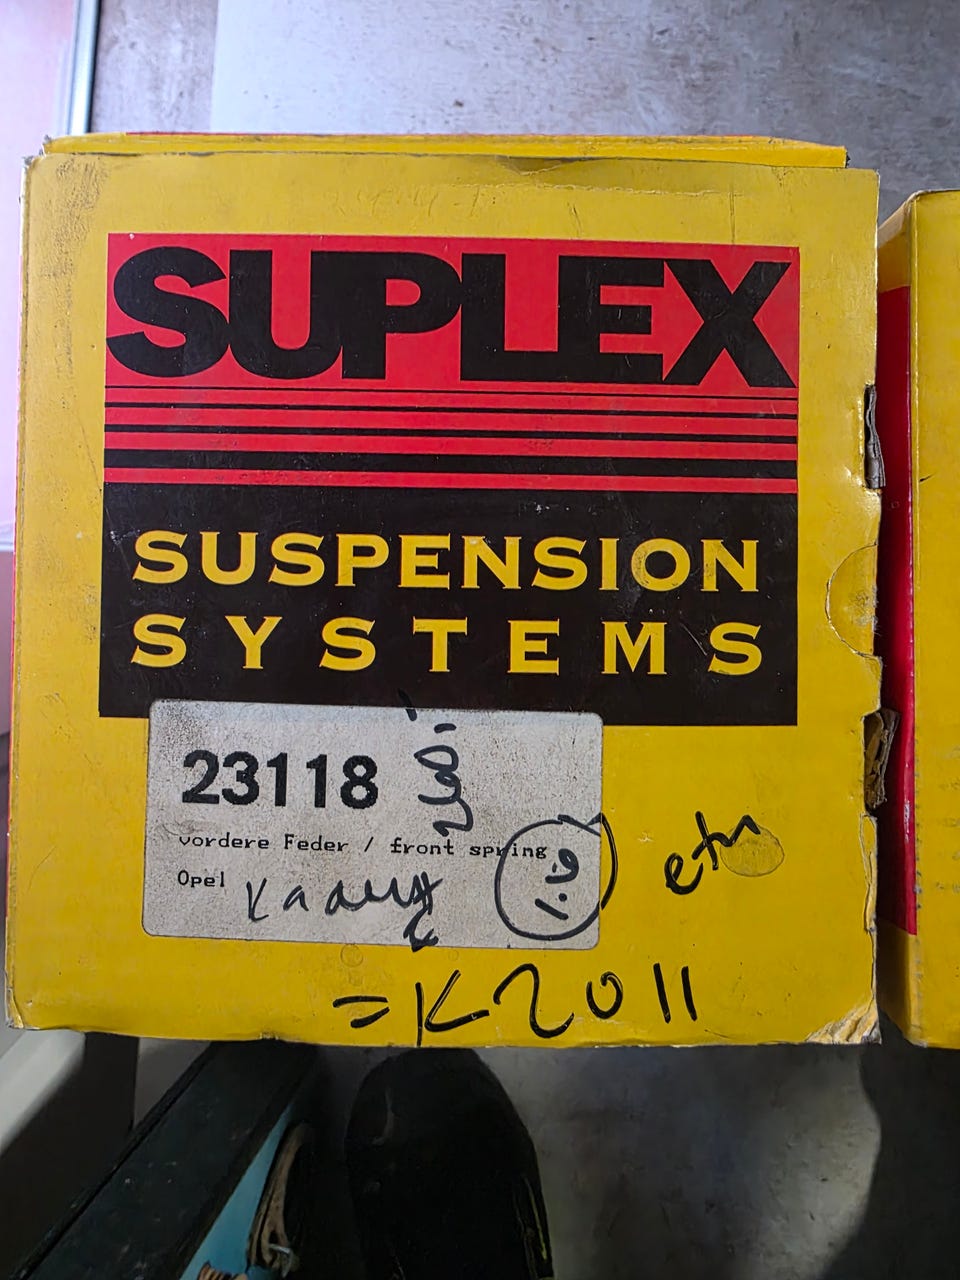 SUPLEX
SUSPENSION
SYSTEMS
23118
vordere Feder / front spring
Opel
1.6
=K2011